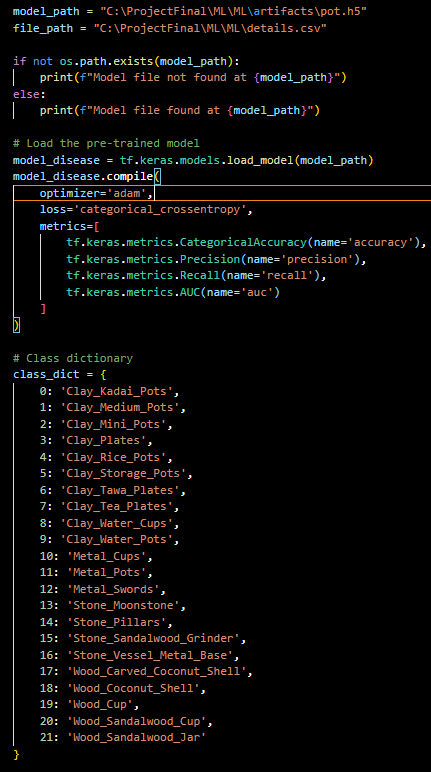 model_path = "C:\ProjectFinal\ML\ML\artifacts\pot.h5"
file_path = "C:\ProjectFinal\ML\ML\details.csv"

if not os.path.exists(model_path):
    print(f"Model file not found at {model_path}")
else:
    print(f"Model file found at {model_path}")

# Load the pre-trained model
model_disease = tf.keras.models.load_model(model_path)
model_disease.compile(
    optimizer='adam',
    loss='categorical_crossentropy',
    metrics=[
        tf.keras.metrics.CategoricalAccuracy(name='accuracy'),
        tf.keras.metrics.Precision(name='precision'),
        tf.keras.metrics.Recall(name='recall'),
        tf.keras.metrics.AUC(name='auc')
    ]
)

# Class dictionary
class_dict = {
    0: 'Clay_Kadai_Pots',
    1: 'Clay_Medium_Pots',
    2: 'Clay_Mini_Pots',
    3: 'Clay_Plates',
    4: 'Clay_Rice_Pots',
    5: 'Clay_Storage_Pots',
    6: 'Clay_Tawa_Plates',
    7: 'Clay_Tea_Plates',
    8: 'Clay_Water_Cups',
    9: 'Clay_Water_Pots',
    10: 'Metal_Cups',
    11: 'Metal_Pots',
    12: 'Metal_Swords',
    13: 'Stone_Moonstone',
    14: 'Stone_Pillars',
    15: 'Stone_Sandalwood_Grinder',
    16: 'Stone_Vessel_Metal_Base',
    17: 'Wood_Carved_Coconut_Shell',
    18: 'Wood_Coconut_Shell',
    19: 'Wood_Cup',
    20: 'Wood_Sandalwood_Cup',
    21: 'Wood_Sandalwood_Jar'
}